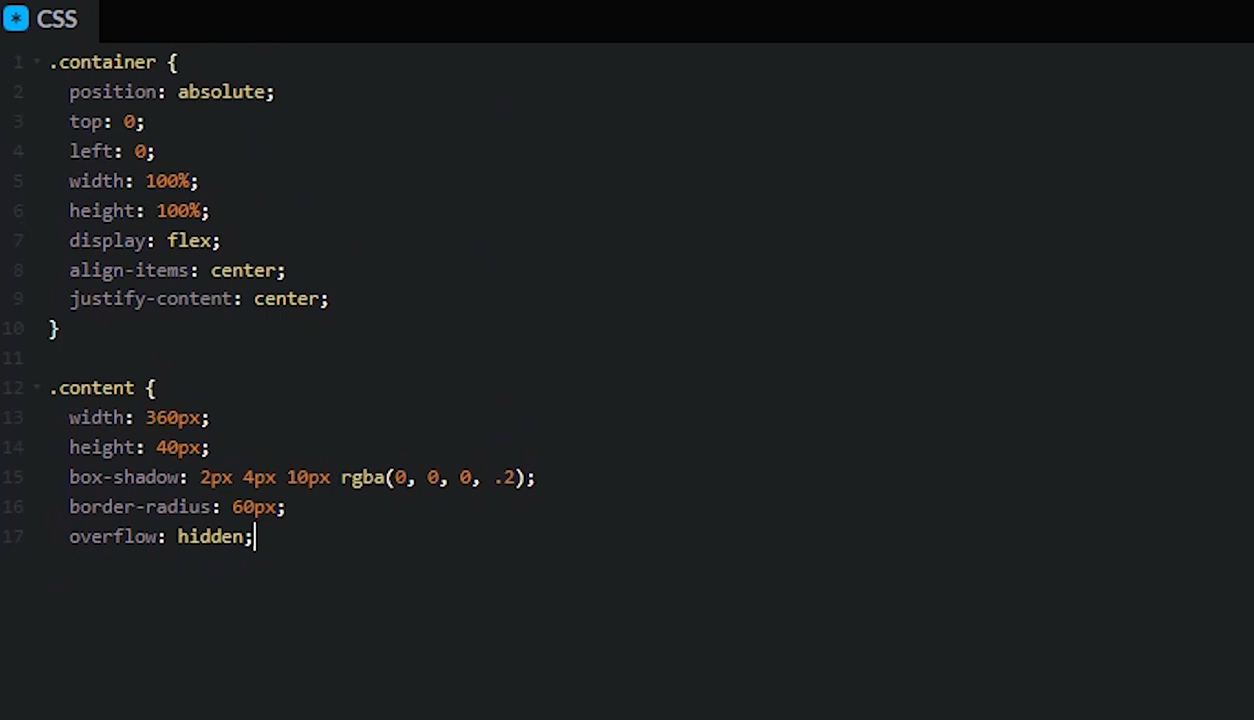 * CSS
1 .container {
2 position: absolute;
3 top: 0;
4 left: 0;
5 width: 100%;
6 height: 100%;
7 display: flex;
8 align-items: center;
9 justify-content: center;
10 }
11
12 .content {
13 width: 360px;
14 height: 40px;
15 box-shadow: 2px 4px 10px rgba(0, 0, 0, .2);
16 border-radius: 60px;
17 overflow: hidden;